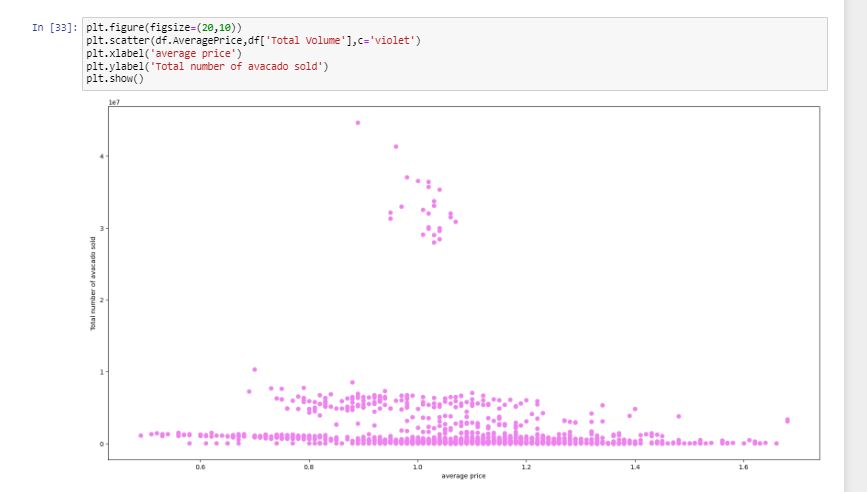 In [33]: plt.figure(figsize=(20,10))
plt.scatter(df.AveragePrice,df['Total Volume'],c='violet')
plt.xlabel('average price')
plt.ylabel('Total number of avacado sold')
plt.show()
1e7
4
3
2
1
0
Total number of avacado sold
0.6 0.8 1.0 1.2 1.4 1.6
average price